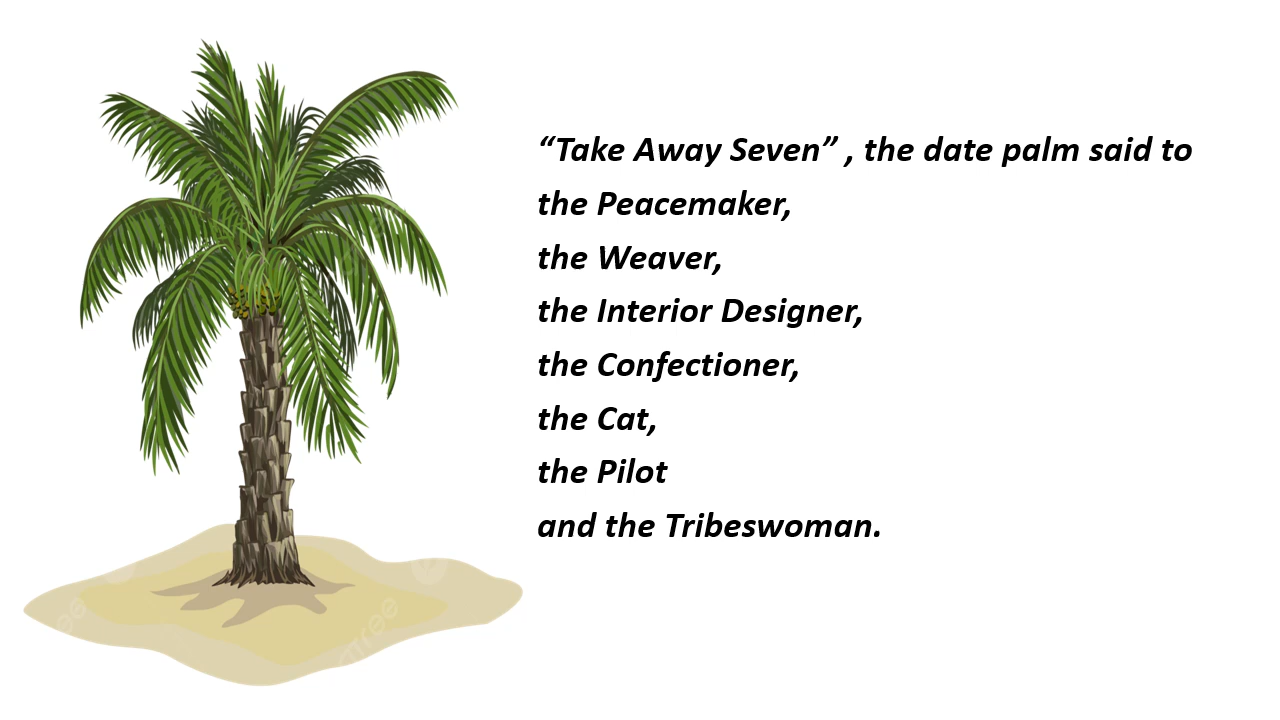 “Take Away Seven” , the date palm said to
the Peacemaker,
the Weaver,
the Interior Designer,
the Confectioner,
the Cat,
the Pilot
and the Tribeswoman.